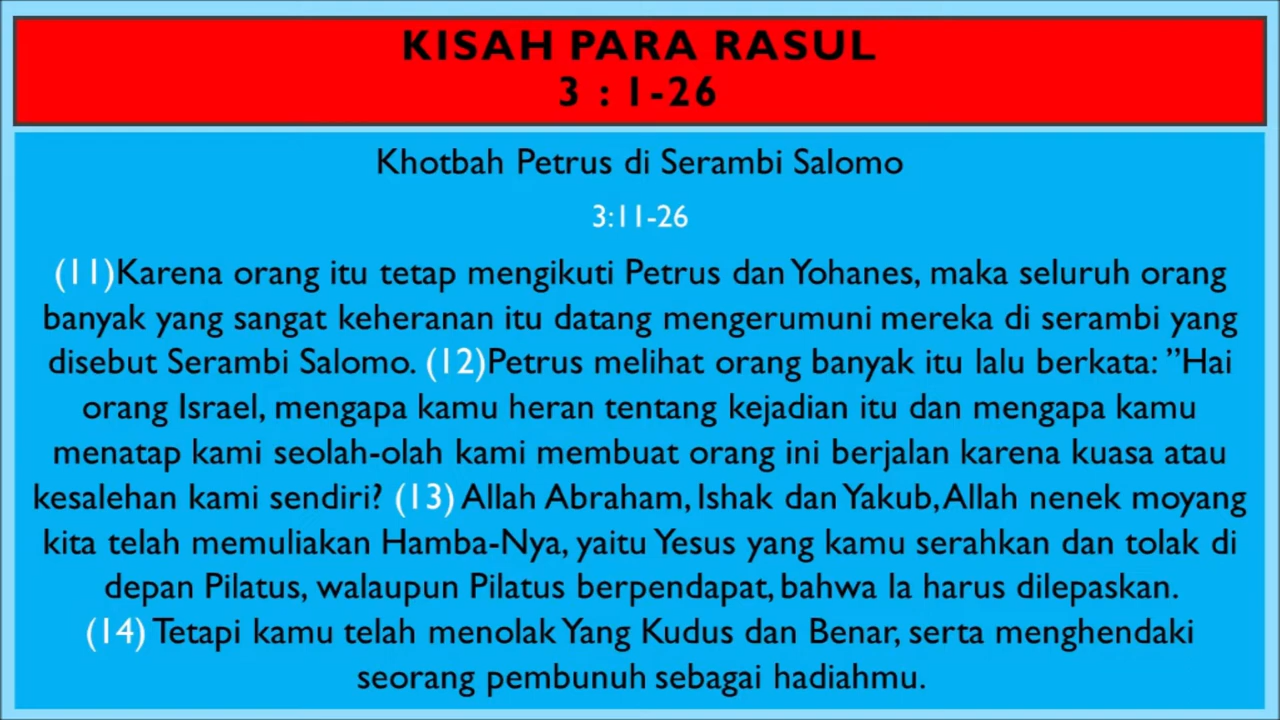 KISAH PARA RASUL
3 : 1-26
Khotbah Petrus di Serambi Salomo
3:11-26
(11)Karena orang itu tetap mengikuti Petrus dan Yohanes, maka seluruh orang
banyak yang sangat keheranan itu datang mengerumuni mereka di serambi yang
disebut Serambi Salomo. (12)Petrus melihat orang banyak itu lalu berkata: ”Hai
orang Israel, mengapa kamu heran tentang kejadian itu dan mengapa kamu
menatap kami seolah-olah kami membuat orang ini berjalan karena kuasa atau
kesalehan kami sendiri? (13) Allah Abraham, Ishak dan Yakub, Allah nenek moyang
kita telah memuliakan Hamba-Nya, yaitu Yesus yang kamu serahkan dan tolak di
depan Pilatus, walaupun Pilatus berpendapat, bahwa Ia harus dilepaskan.
(14) Tetapi kamu telah menolak Yang Kudus dan Benar, serta menghendaki
seorang pembunuh sebagai hadiahmu.